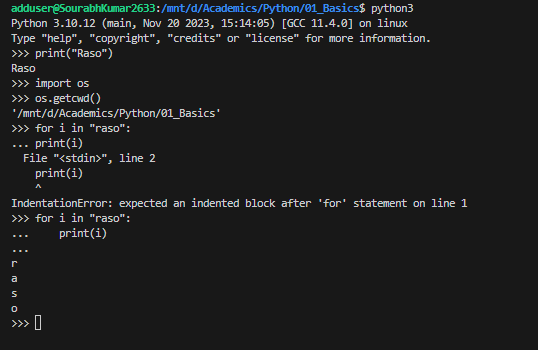 adduser@SourabhKumar2633:/mnt/d/Academics/Python/01_Basics$ python3
Python 3.10.12 (main, Nov 20 2023, 15:14:05) [GCC 11.4.0] on linux
Type "help", "copyright", "credits" or "license" for more information.
>>> print("Raso")
Raso
>>> import os
>>> os.getcwd()
'/mnt/d/Academics/Python/01_Basics'
>>> for i in "raso":
... print(i)
  File "<stdin>", line 2
    print(i)
    ^
IndentationError: expected an indented block after 'for' statement on line 1
>>> for i in "raso":
...     print(i)
...
r
a
s
o
>>>